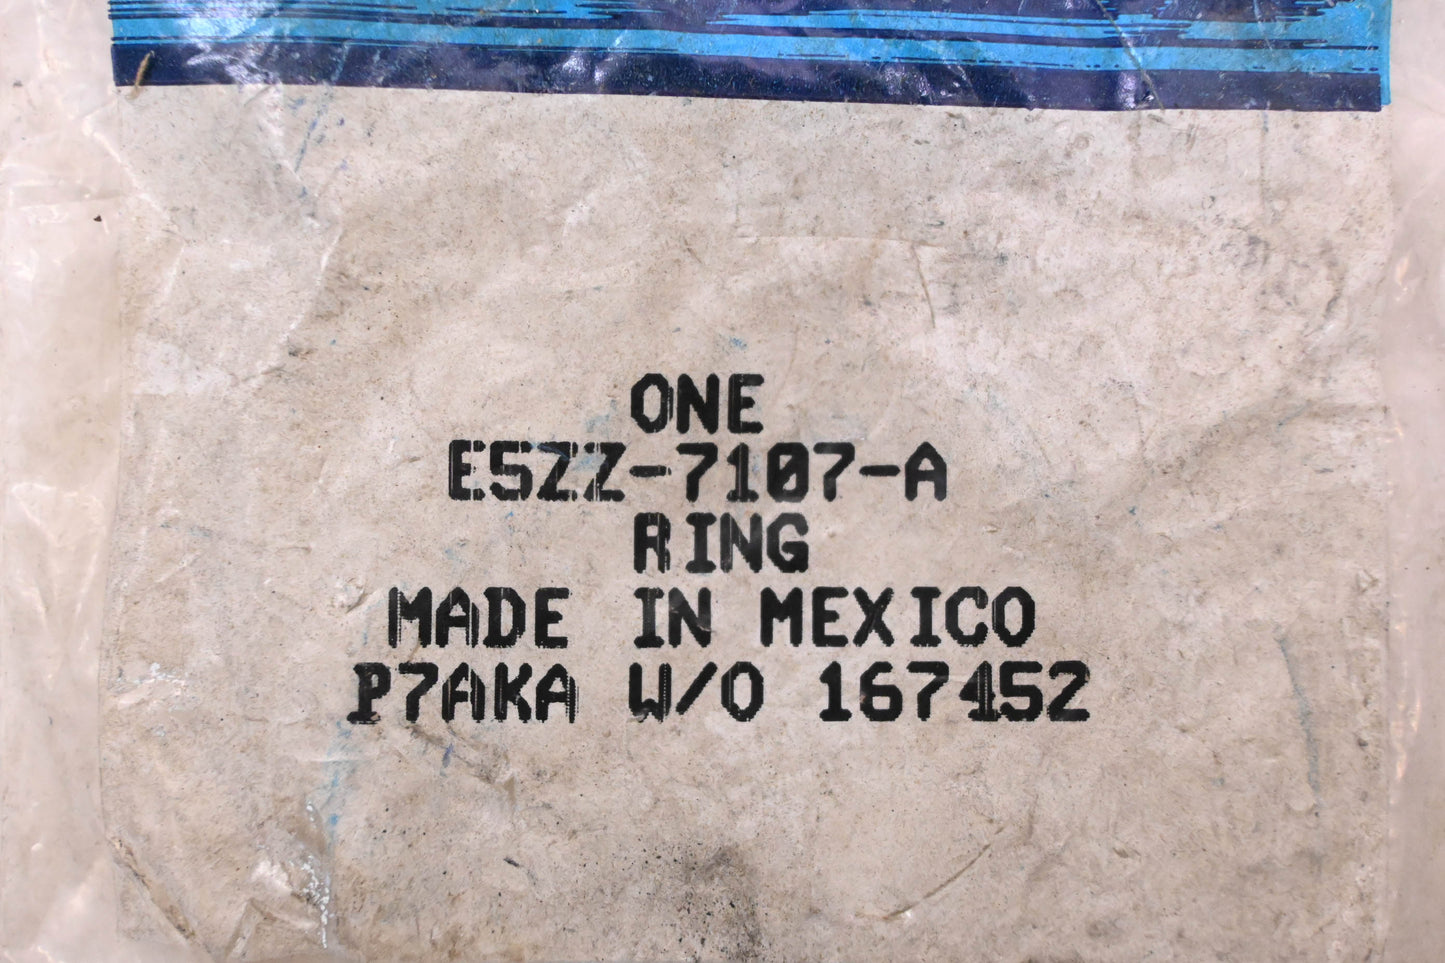 ONE
E5ZZ-7107-A
RING
MADE IN MEXICO
P7AKA W/O 167452